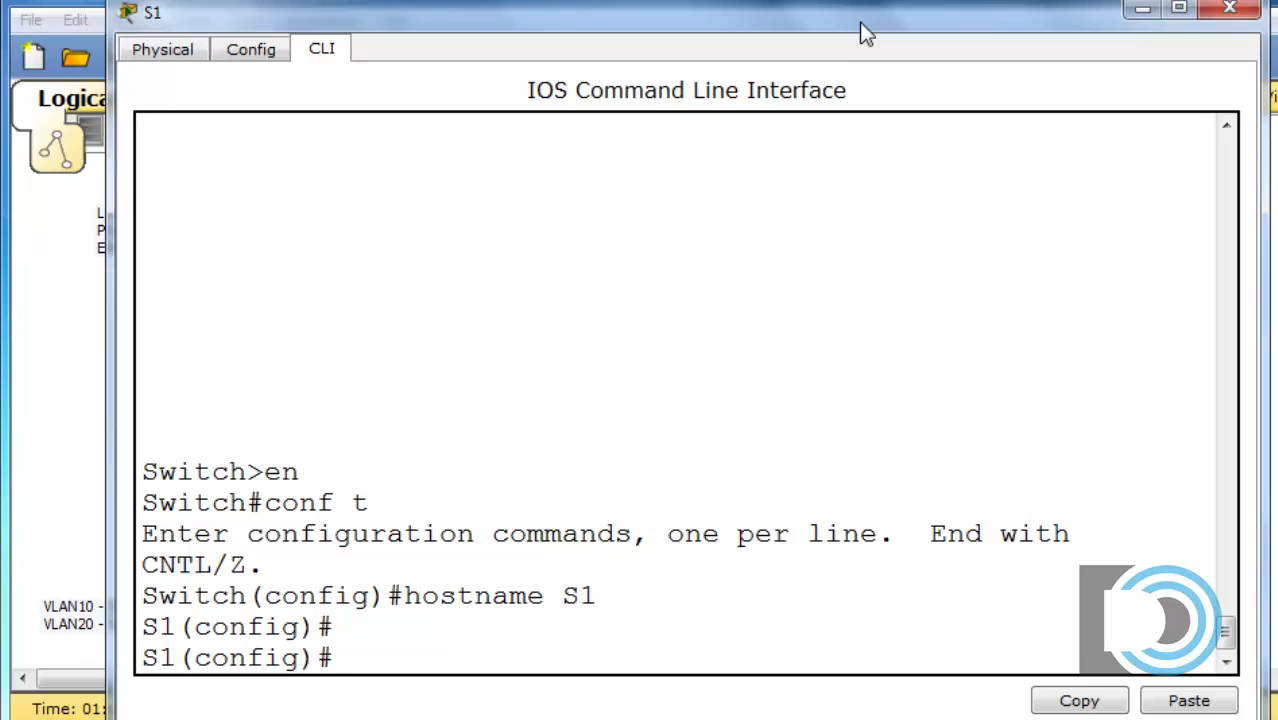 S1
File Edit
Physical Config CLI
IOS Command Line Interface
L
P
E
Switch>en
Switch#conf t
Enter configuration commands, one per line.  End with
CNTL/Z.
Switch(config)#hostname S1
S1(config)#
S1(config)#
VLAN10 -
VLAN20 -
Copy Paste
Time: 01: